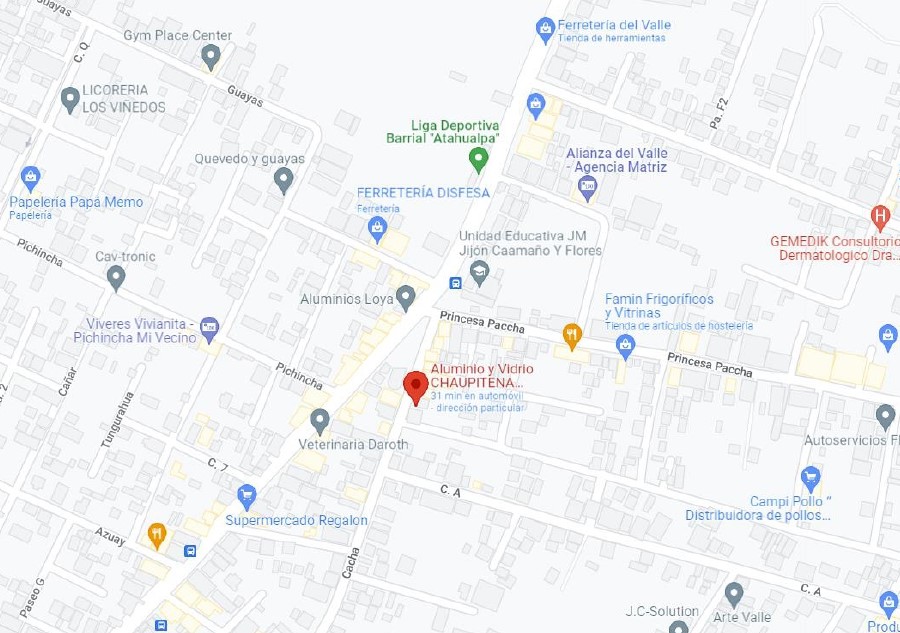 Guayas
Ferretería del Valle
Tienda de herramientas
Gym Place Center
C. Q
LICORERIA
LOS VIÑEDOS
Guayas
Pa. F2
Liga Deportiva
Barrial "Atahualpa"
Alianza del Valle
- Agencia Matriz
Quevedo y guayas
FERRETERÍA DISFESA
Ferretería
Papelería Papá Memo
Papelería
H
GEMEDIK Consultorio
Dermatologico Dra...
Unidad Educativa JM
Jijón Caamaño Y Flores
Pichincha
Cav-tronic
Aluminios Loya
Famin Frigoríficos
y Vitrinas
Tienda de artículos de hostelería
Princesa Paccha
Viveres Vivianita -
Pichincha Mi Vecino
Princesa Paccha
Aluminio y Vidrio
CHAUPITENA...
31 min en automóvil
- dirección particular
Pichincha
Cañar
Tungurahua
Veterinaria Daroth
Autoservicios
C. 7
C. A
Campi Pollo "
Distribuidora de pollos...
Supermercado Regalon
Azuay
Cacha
Paseo G
C. A
J.C-Solution
Arte Valle
Produ